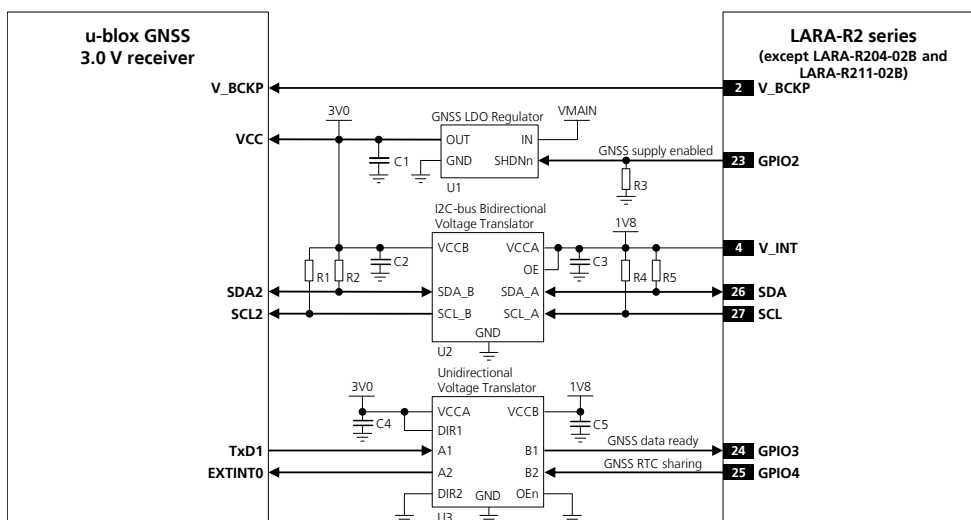 u-blox GNSS
3.0 V receiver
LARA-R2 series
(except LARA-R204-02B and
LARA-R211-02B)
V_BCKP
2 V_BCKP
3V0
GNSS LDO Regulator
VMAIN
VCC
OUT
IN
C1
GND
SHDNn
GNSS supply enabled
23 GPIO2
U1
R3
I2C-bus Bidirectional
Voltage Translator
1V8
VCCB
VCCA
4 V_INT
R1
R2
C2
OE
C3
R4
R5
SDA2
SDA_B
SDA_A
26 SDA
SCL2
SCL_B
SCL_A
27 SCL
GND
U2
Unidirectional
Voltage Translator
3V0
1V8
VCCA
VCCB
C4
DIR1
C5
TxD1
A1
B1
GNSS data ready
24 GPIO3
EXTINT0
A2
B2
GNSS RTC sharing
25 GPIO4
DIR2
GND
OEn
U3